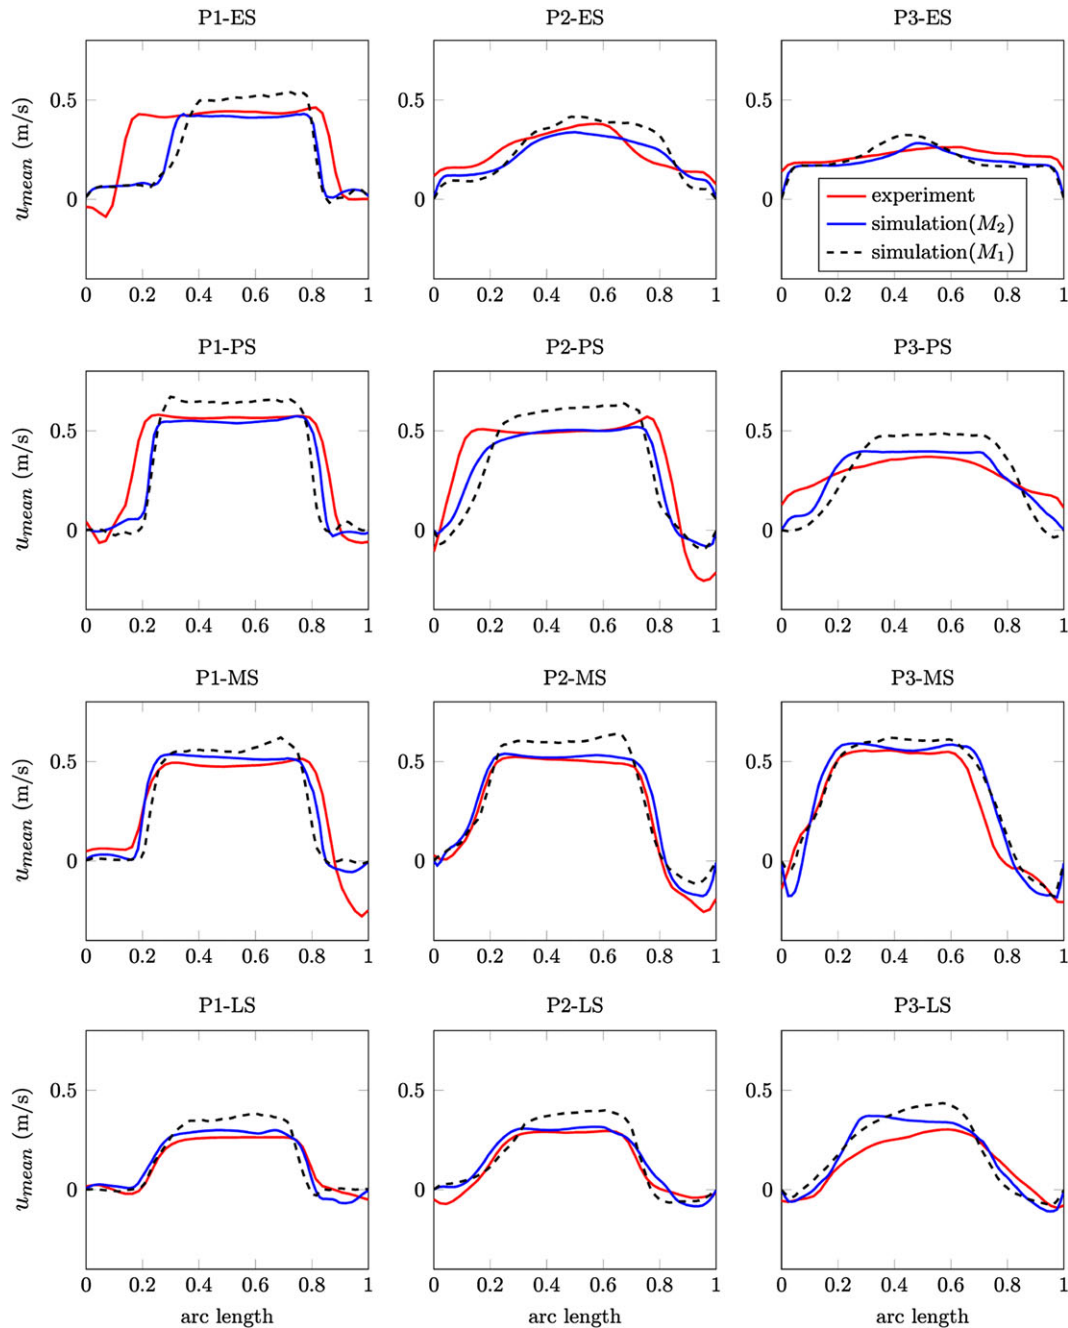 P1-ES P2-ES P3-ES
u_mean (m/s)
0.5 0.5 0.5
0 0 0
experiment
simulation(M₂)
simulation(M₁)
0 0.2 0.4 0.6 0.8 1 0 0.2 0.4 0.6 0.8 1 0 0.2 0.4 0.6 0.8 1
P1-PS P2-PS P3-PS
u_mean (m/s)
0.5 0.5 0.5
0 0 0
0 0.2 0.4 0.6 0.8 1 0 0.2 0.4 0.6 0.8 1 0 0.2 0.4 0.6 0.8 1
P1-MS P2-MS P3-MS
u_mean (m/s)
0.5 0.5 0.5
0 0 0
0 0.2 0.4 0.6 0.8 1 0 0.2 0.4 0.6 0.8 1 0 0.2 0.4 0.6 0.8 1
P1-LS P2-LS P3-LS
u_mean (m/s)
0.5 0.5 0.5
0 0 0
0 0.2 0.4 0.6 0.8 1 0 0.2 0.4 0.6 0.8 1 0 0.2 0.4 0.6 0.8 1
arc length arc length arc length